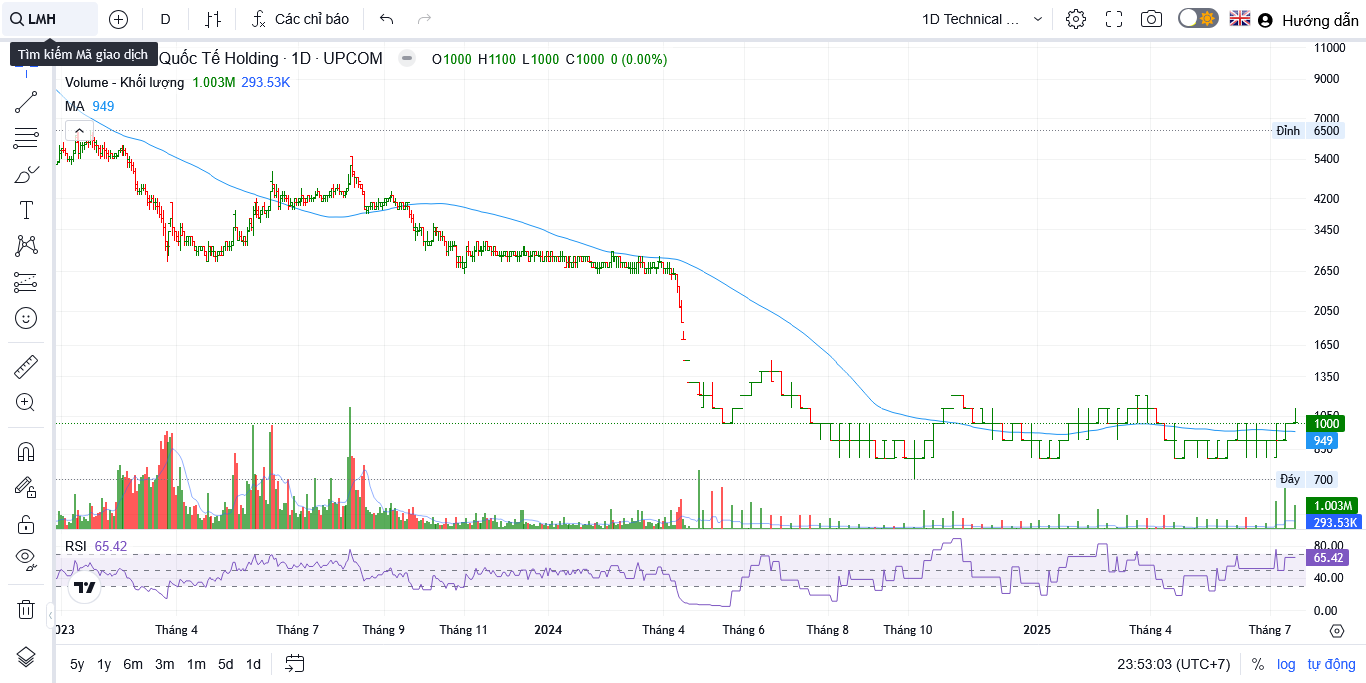 LMH D Các chỉ báo 1D Technical ... Hướng dẫn
Tìm kiếm Mã giao dịch
Quốc Tế Holding · 1D · UPCOM O1000 H1100 L1000 C1000 0 (0.00%)
Volume - Khối lượng 1.003M 293.53K
MA 949
11000
9000
7000
Đỉnh 6500
5400
4200
3450
2650
2050
1650
1350
1050
1000
949
850
Đáy 700
1.003M
293.53K
RSI 65.42
80.00
65.42
40.00
0.00
023 Tháng 4 Tháng 7 Tháng 9 Tháng 11 2024 Tháng 4 Tháng 6 Tháng 8 Tháng 10 2025 Tháng 4 Tháng 7
5y 1y 6m 3m 1m 5d 1d 23:53:03 (UTC+7) % log tự động